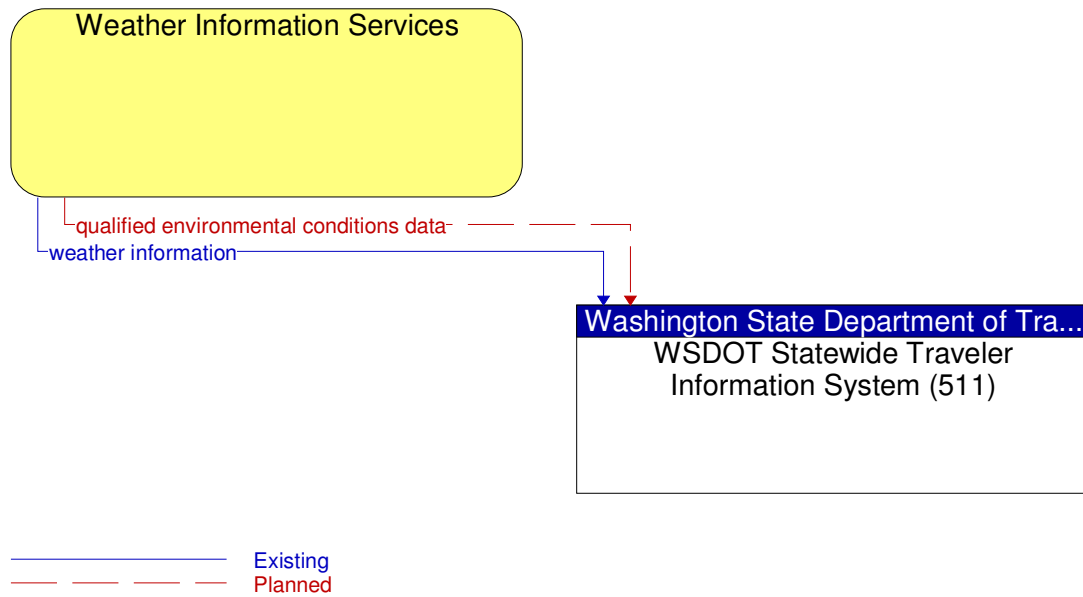 Weather Information Services
qualified environmental conditions data
weather information
Washington State Department of Tra...
WSDOT Statewide Traveler
Information System (511)
Existing
Planned